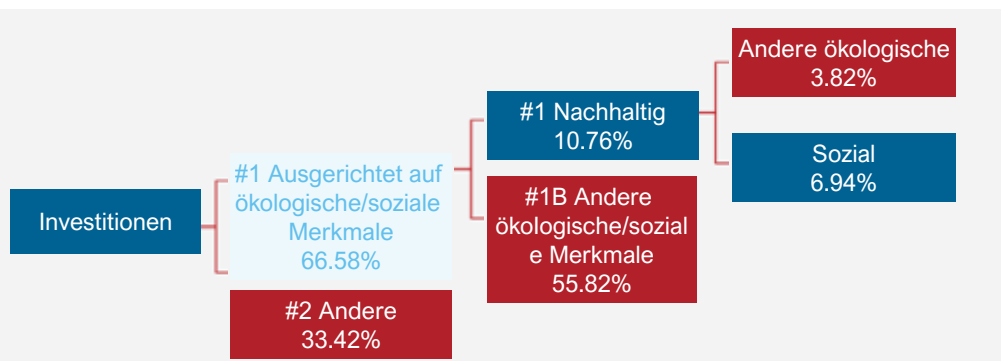 Investitionen
#1 Ausgerichtet auf
ökologische/soziale
Merkmale
66.58%
#2 Andere
33.42%
#1 Nachhaltig
10.76%
#1B Andere
ökologische/sozial
e Merkmale
55.82%
Andere ökologische
3.82%
Sozial
6.94%